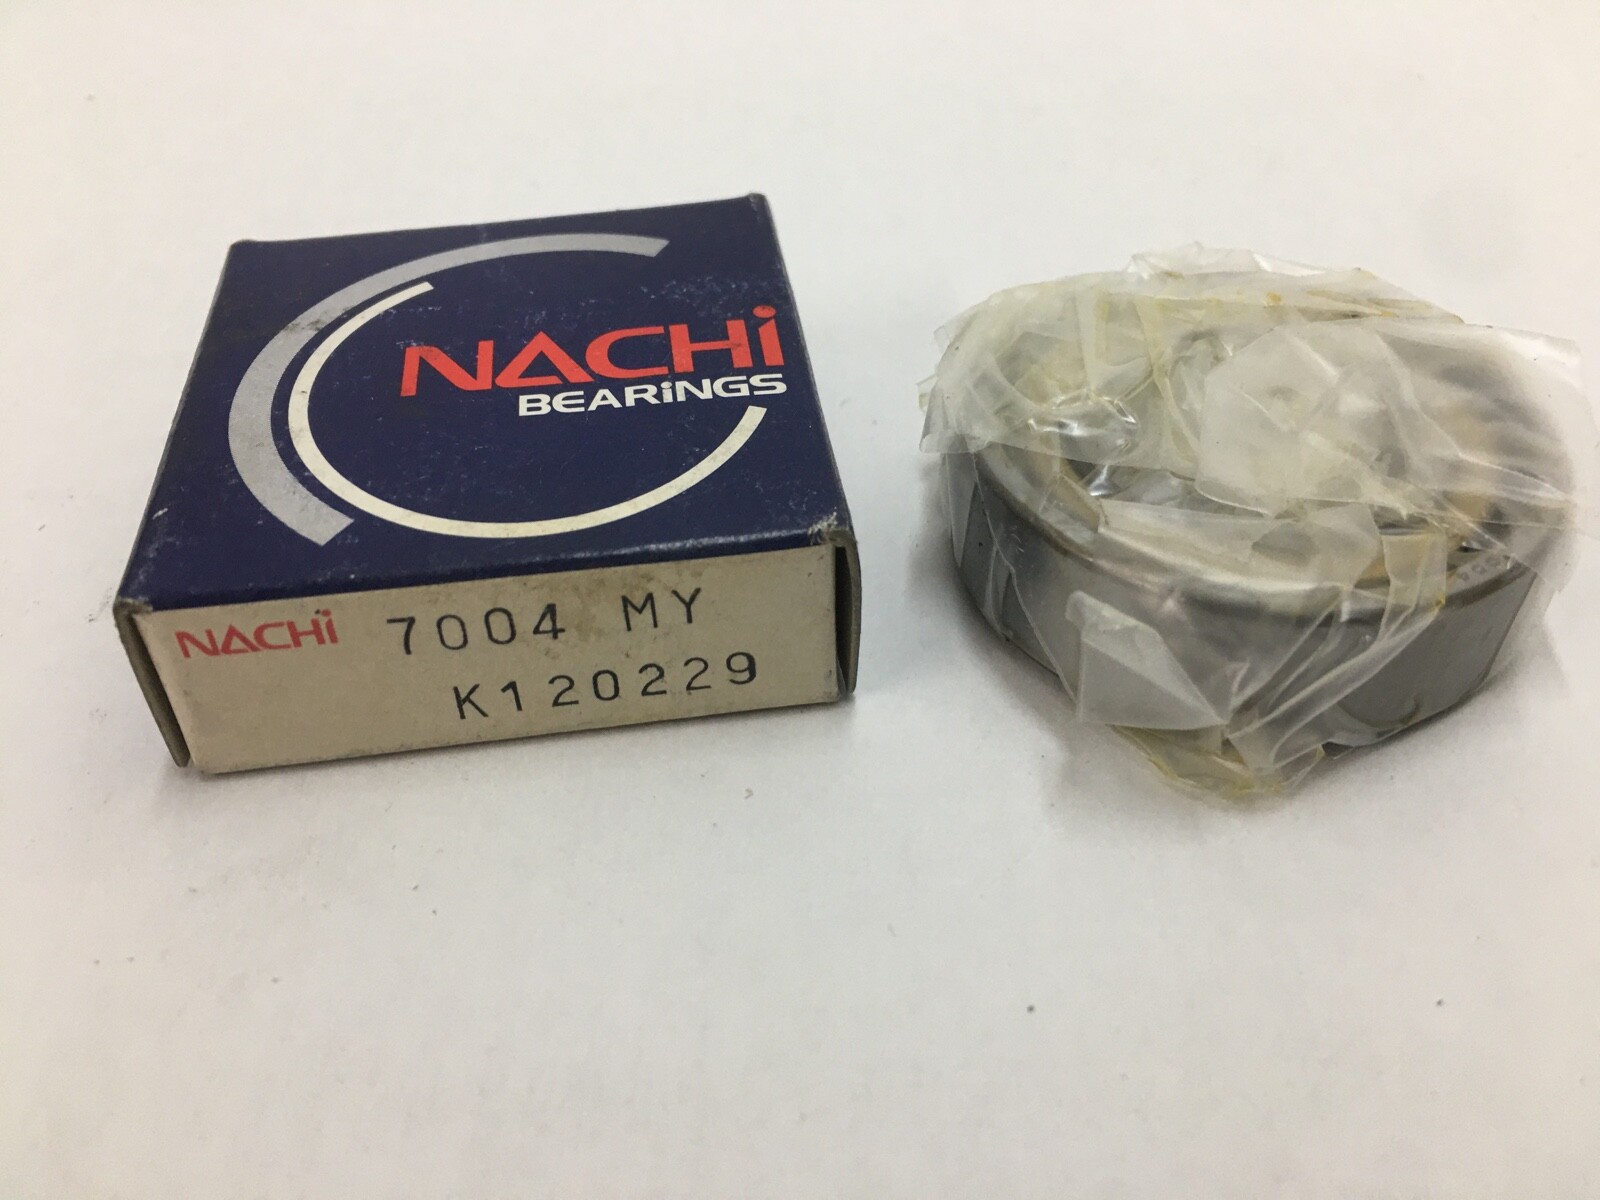 NACHi
BEARiNGS
NACHi 7004 MY
K120229